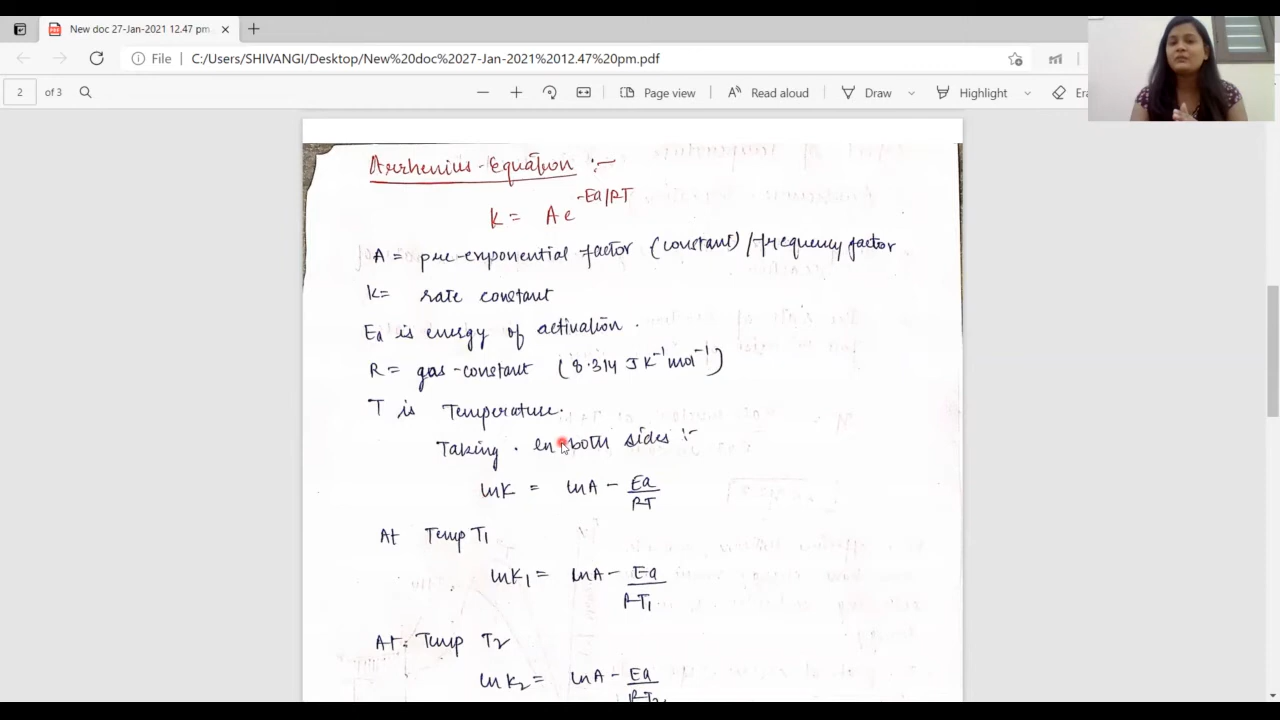 New doc 27-Jan-2021 12.47 pm.
File C:/Users/SHIVANGI/Desktop/New%20doc%2027-Jan-2021%2012.47%20pm.pdf
2 of 3 Page view Read aloud Draw Highlight Era
Arrhenius-Equation :-
K = Ae^-Ea/RT
A = pre-exponential factor (constant) / frequency factor
K= rate constant
Ea is energy of activation.
R = gas-constant (8.314 J K⁻¹ mol⁻¹)
T is Temperature.
Taking . ln both sides :-
lnK = lnA - Ea/RT
At Temp T₁
lnK₁ = lnA - Ea/RT₁
At Temp T₂
lnK₂ = lnA - Ea/RT₂